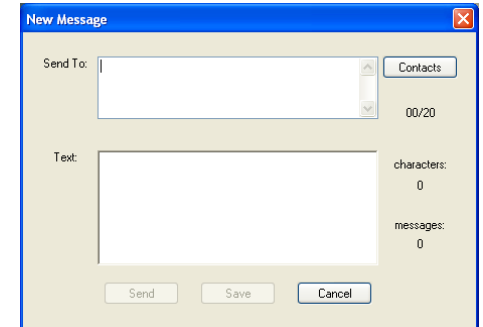 New Message
Send To:
Contacts
00/20
Text:
characters:
0
messages:
0
Send Save Cancel